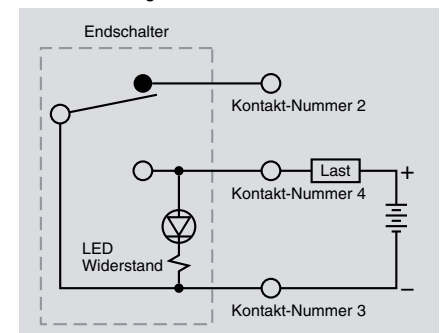 Endschalter
Kontakt-Nummer 2
Last
+
Kontakt-Nummer 4
LED
Widerstand
–
Kontakt-Nummer 3